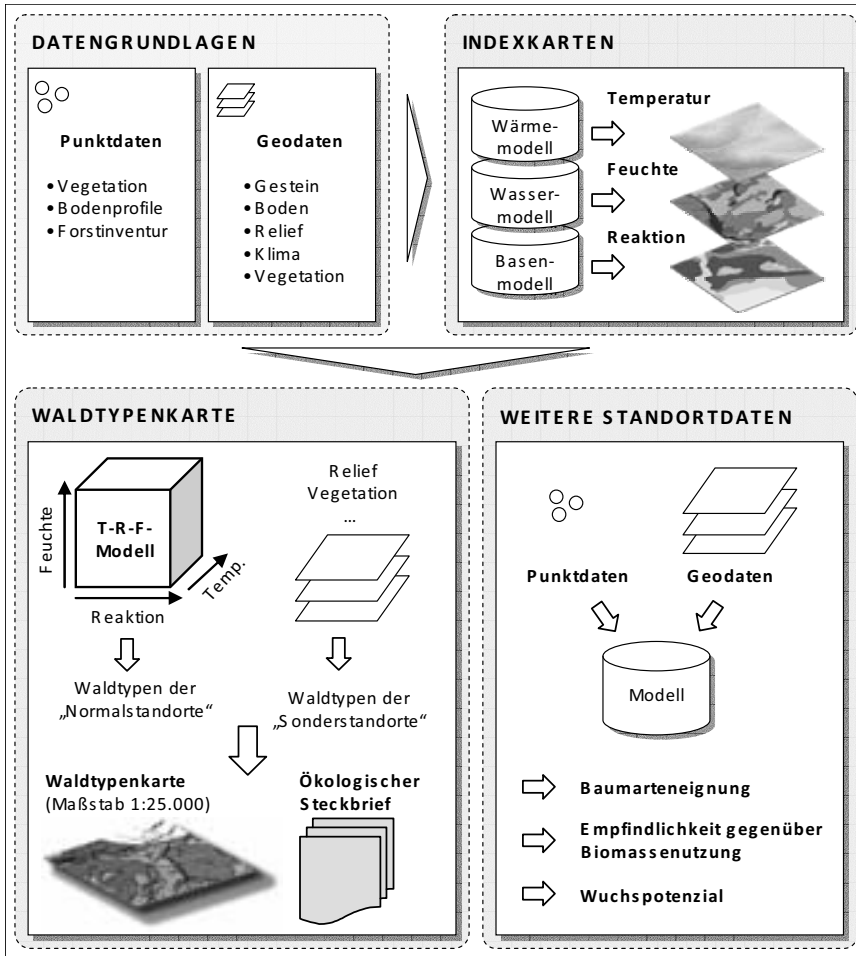 DATENGRUNDLAGEN
Punktdaten
• Vegetation
• Bodenprofile
• Forstinventur
Geodaten
• Gestein
• Boden
• Relief
• Klima
• Vegetation
INDEXKARTEN
Wärme-
modell
Temperatur
Wasser-
modell
Feuchte
Basen-
modell
Reaktion
WALDTYPENKARTE
Feuchte
T-R-F-
Modell
Temp.
Reaktion
Relief
Vegetation
...
Waldtypen der
„Normalstandorte“
Waldtypen der
„Sonderstandorte“
Waldtypenkarte
(Maßstab 1:25.000)
Ökologischer
Steckbrief
WEITERE STANDORTDATEN
Punktdaten
Geodaten
Modell
Baumarteneignung
Empfindlichkeit gegenüber
Biomassenutzung
Wuchspotenzial